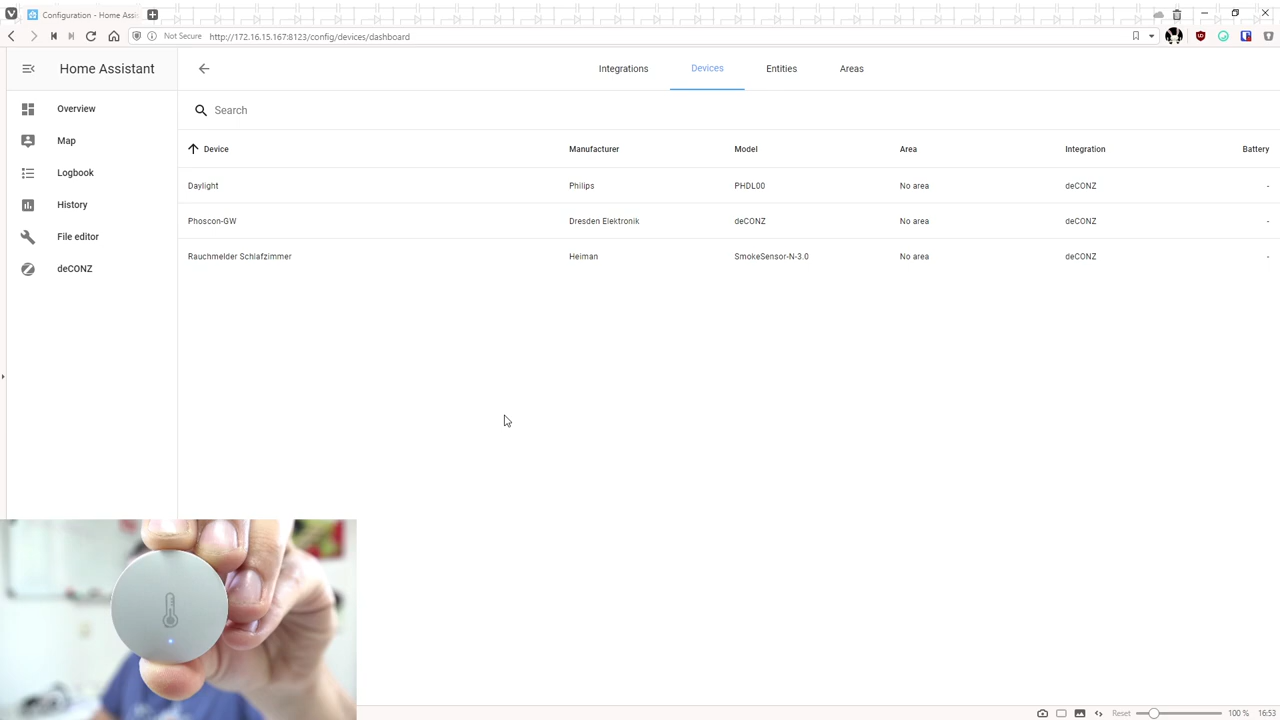 Configuration - Home Assis
Not Secure http://172.16.15.167:8123/config/devices/dashboard
Home Assistant
Integrations Devices Entities Areas
Overview
Map
Logbook
History
File editor
deCONZ
Search
Device Manufacturer Model Area Integration Battery
Daylight Philips PHDL00 No area deCONZ -
Phoscon-GW Dresden Elektronik deCONZ No area deCONZ -
Rauchmelder Schlafzimmer Heiman SmokeSensor-N-3.0 No area deCONZ -
Reset 100 % 16:53